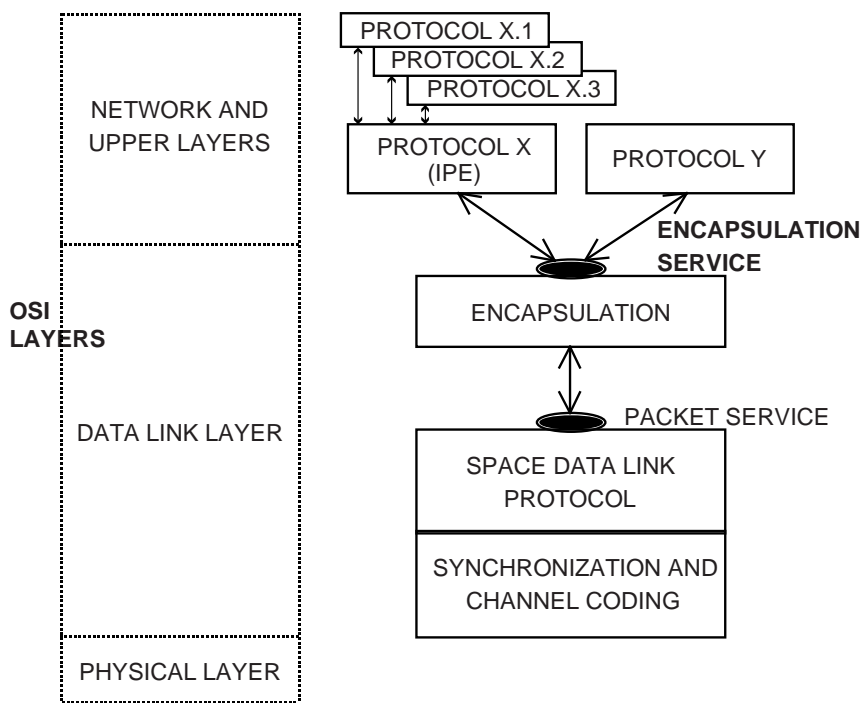 PROTOCOL X.1
PROTOCOL X.2
PROTOCOL X.3
NETWORK AND
UPPER LAYERS
PROTOCOL X
(IPE)
PROTOCOL Y
ENCAPSULATION
SERVICE
ENCAPSULATION
OSI
LAYERS
DATA LINK LAYER
PACKET SERVICE
SPACE DATA LINK
PROTOCOL
SYNCHRONIZATION AND
CHANNEL CODING
PHYSICAL LAYER